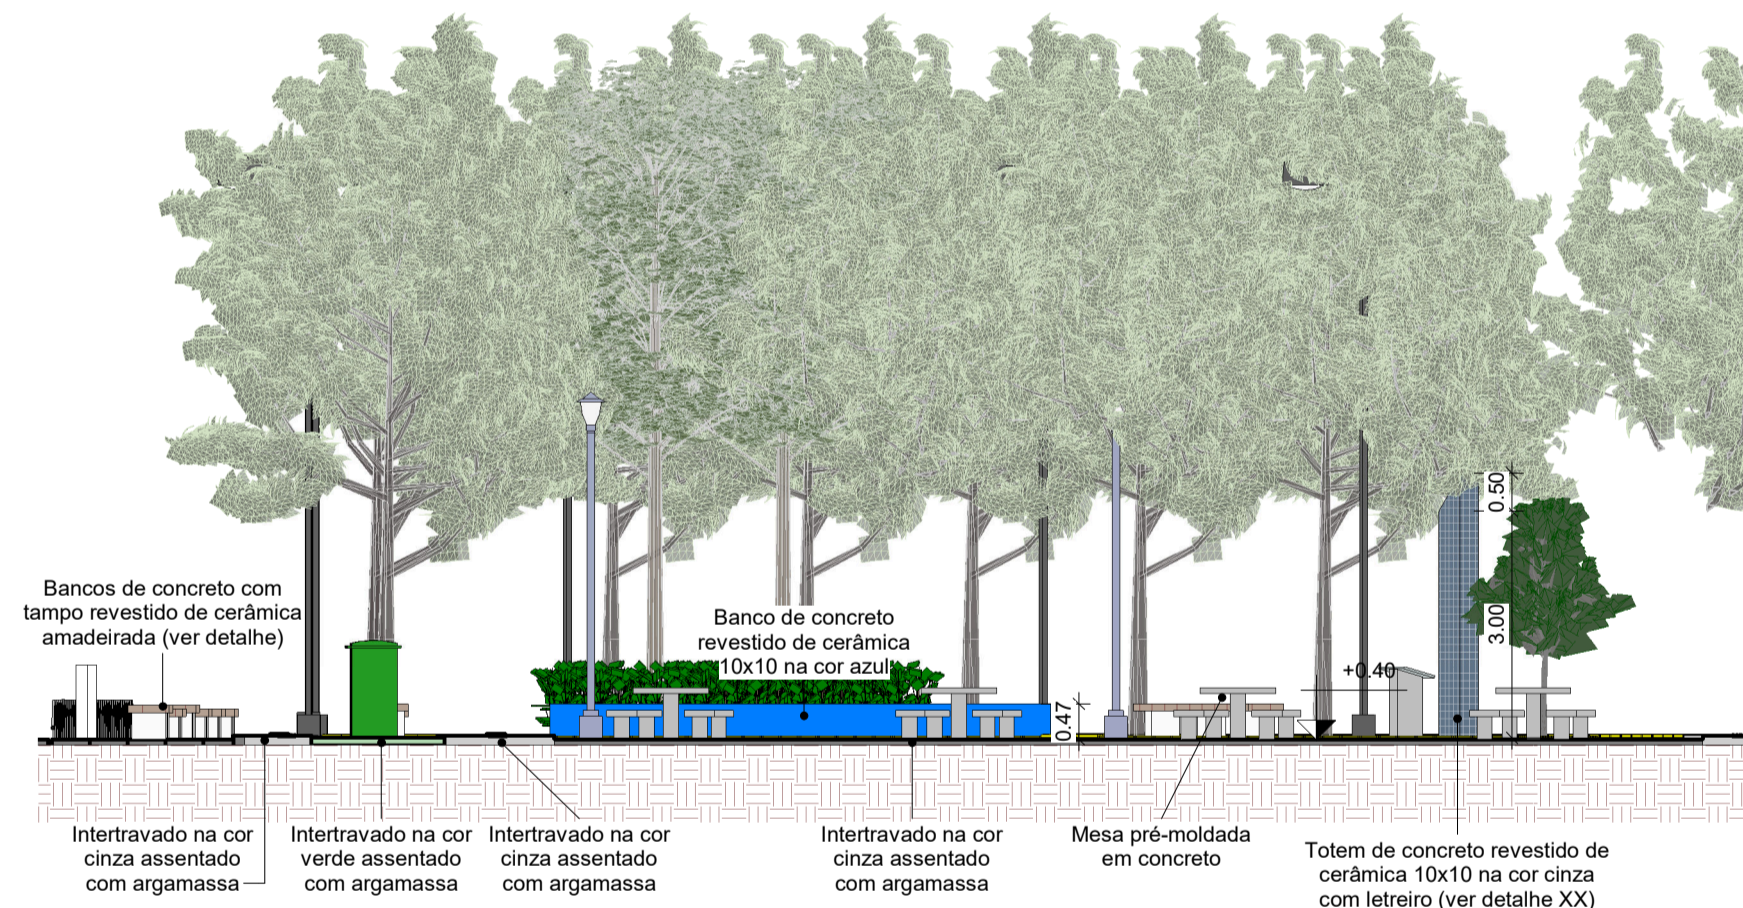 0.50
3.00
Bancos de concreto com
tampo revestido de cerâmica
amadeirada (ver detalhe)
Banco de concreto
revestido de cerâmica
10x10 na cor azul
+0.40
0.47
Intertravado na cor
cinza assentado
com argamassa
Intertravado na cor
verde assentado
com argamassa
Intertravado na cor
cinza assentado
com argamassa
Intertravado na cor
cinza assentado
com argamassa
Mesa pré-moldada
em concreto
Totem de concreto revestido de
cerâmica 10x10 na cor cinza
com letreiro (ver detalhe XX)